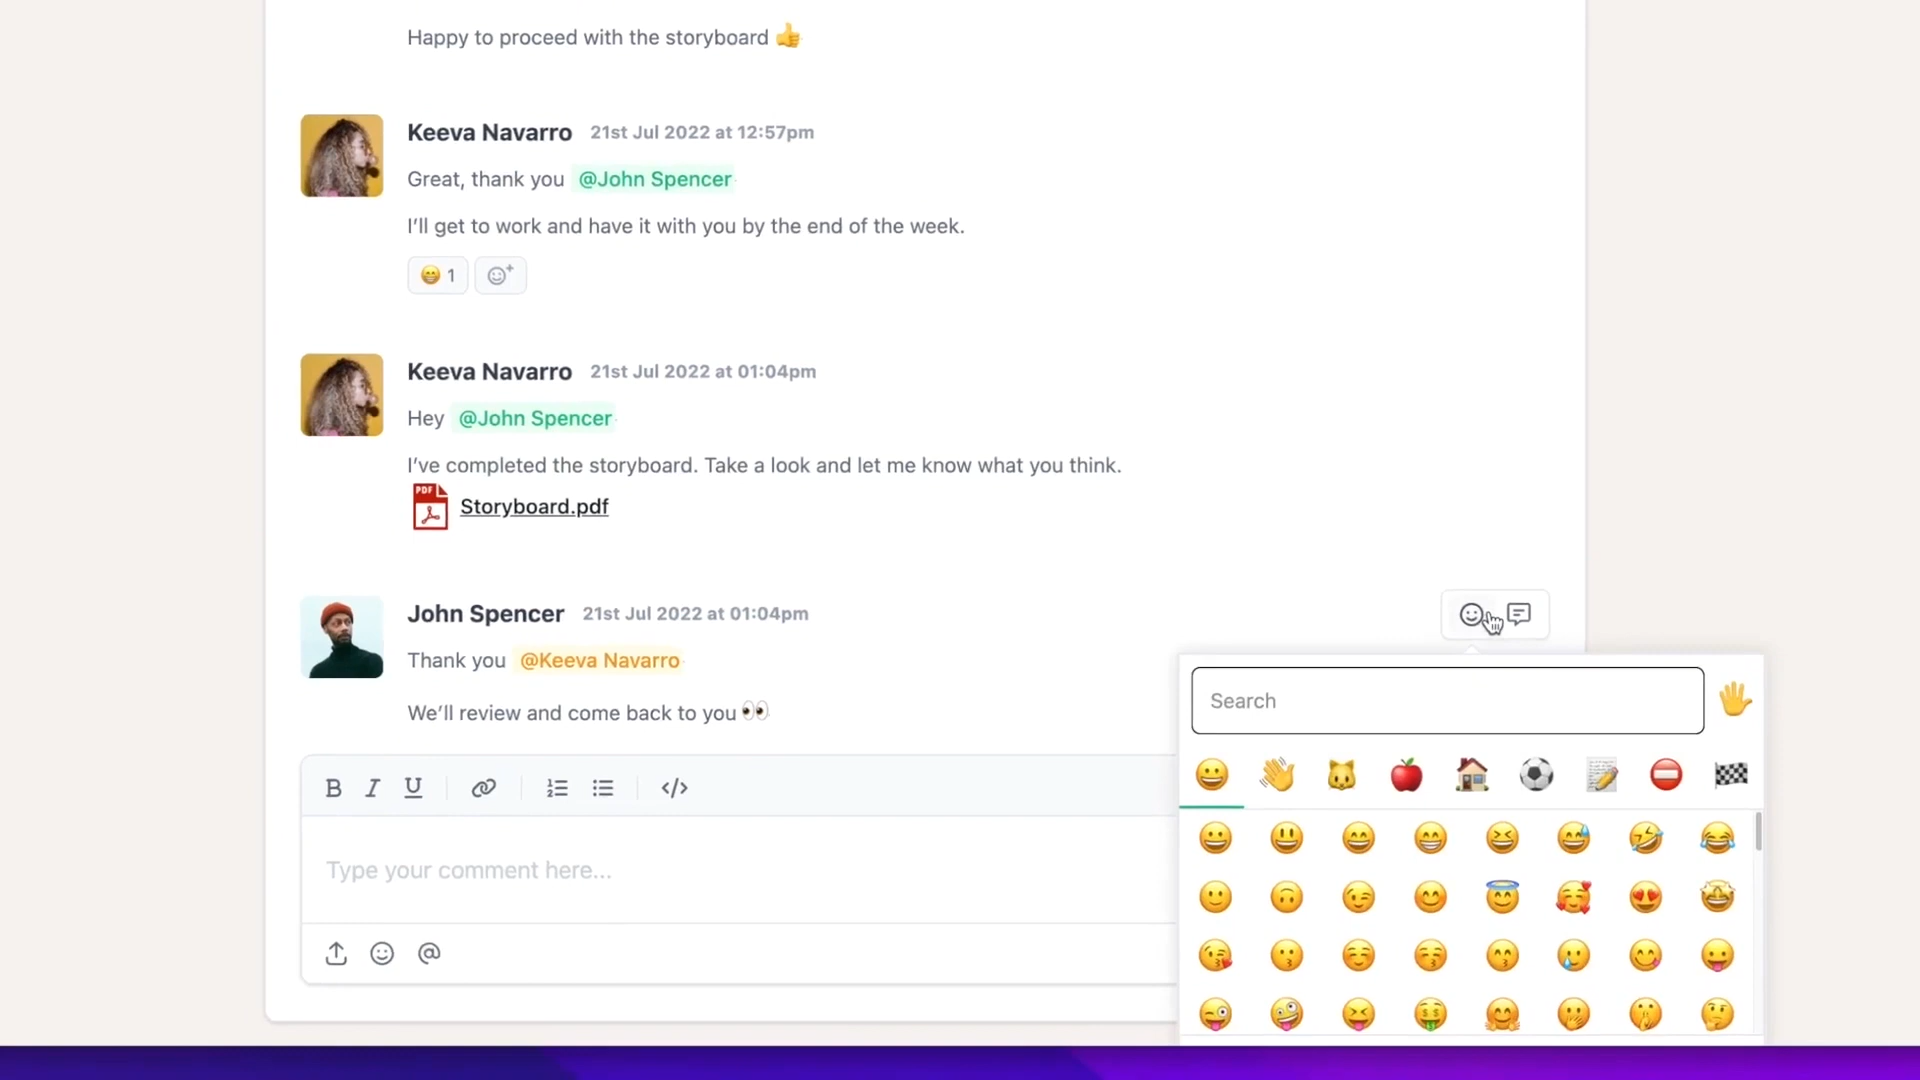 Happy to proceed with the storyboard 👍
Keeva Navarro 21st Jul 2022 at 12:57pm
Great, thank you @John Spencer
I’ll get to work and have it with you by the end of the week.
😁 1
Keeva Navarro 21st Jul 2022 at 01:04pm
Hey @John Spencer
I’ve completed the storyboard. Take a look and let me know what you think.
PDF Storyboard.pdf
John Spencer 21st Jul 2022 at 01:04pm
Thank you @Keeva Navarro
We’ll review and come back to you 👀
Search
B I U </>
Type your comment here...
@